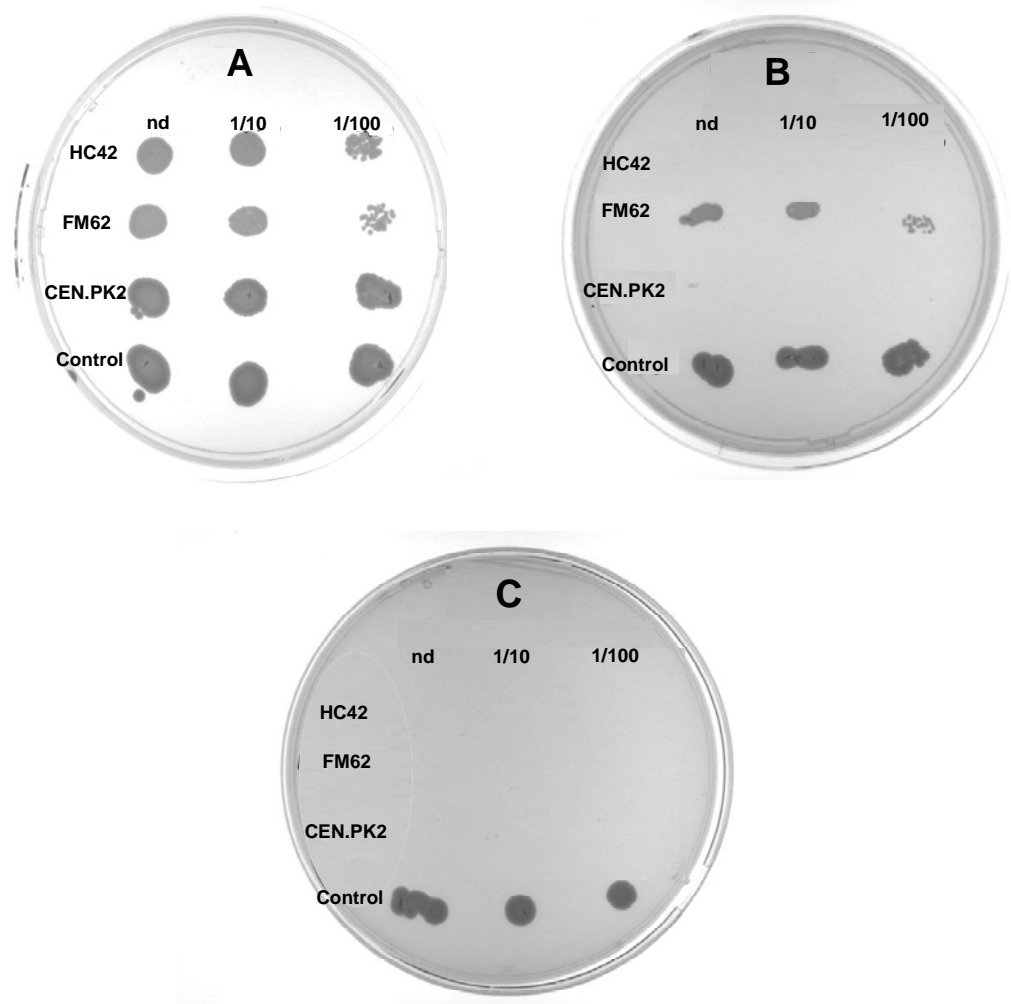 A
nd 1/10 1/100
HC42
FM62
CEN.PK2
Control
B
nd 1/10 1/100
HC42
FM62
CEN.PK2
Control
C
nd 1/10 1/100
HC42
FM62
CEN.PK2
Control